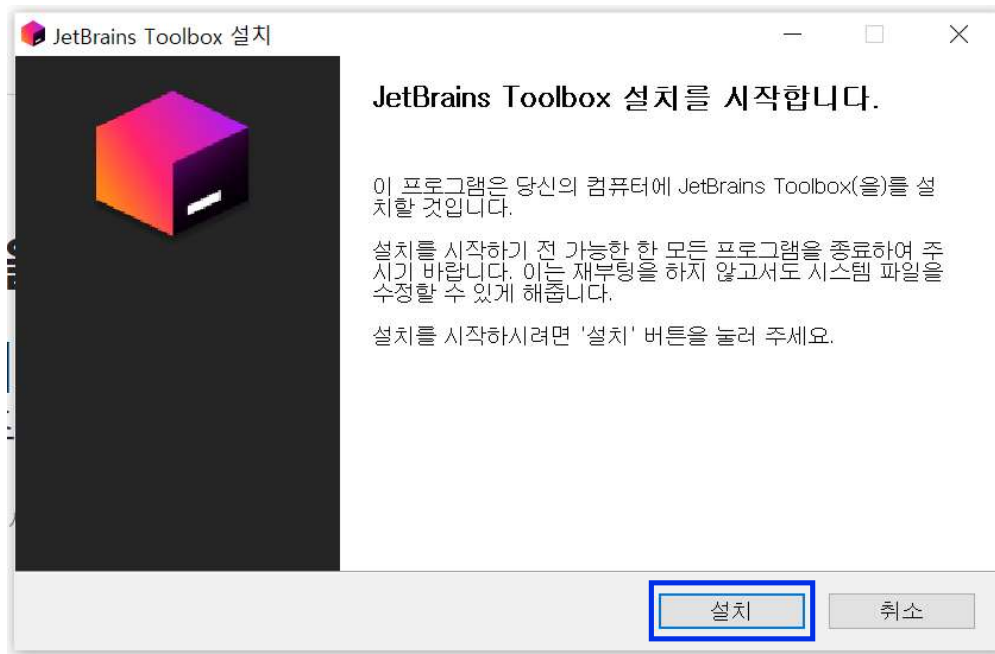 JetBrains Toolbox 설치
JetBrains Toolbox 설치를 시작합니다.
이 프로그램은 당신의 컴퓨터에 JetBrains Toolbox(을)를 설
치할 것입니다.
설치를 시작하기 전 가능한 한 모든 프로그램을 종료하여 주
시기 바랍니다. 이는 재부팅을 하지 않고서도 시스템 파일을
수정할 수 있게 해줍니다.
설치를 시작하시려면 '설치' 버튼을 눌러 주세요.
설치
취소